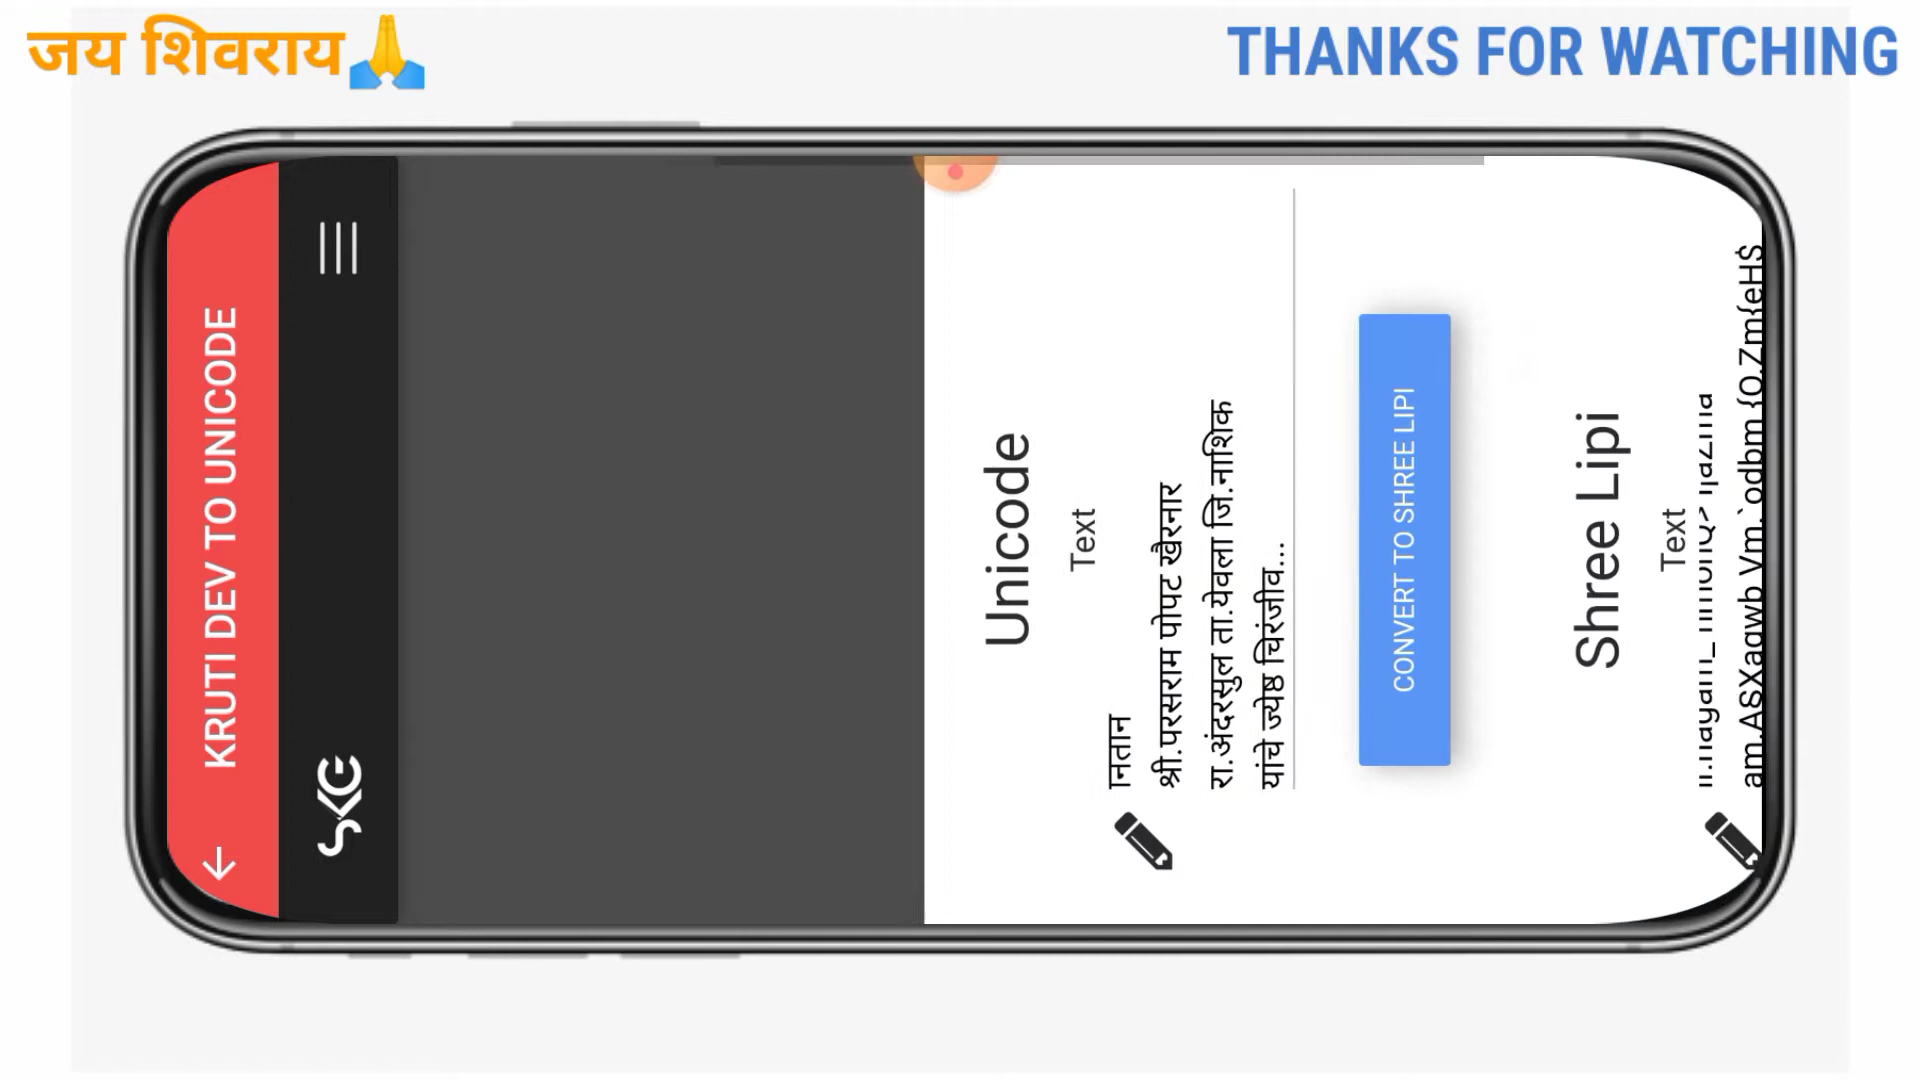 जय शिवराय🙏
THANKS FOR WATCHING
KRUTI DEV TO UNICODE
Unicode
Text
श्री.परसराम पोपट खैरनार
रा.अंदरसुल ता.येवला जि.नाशिक
यांचे ज्येष्ठ चिरंजीव...
CONVERT TO SHREE LIPI
Shree Lipi
Text